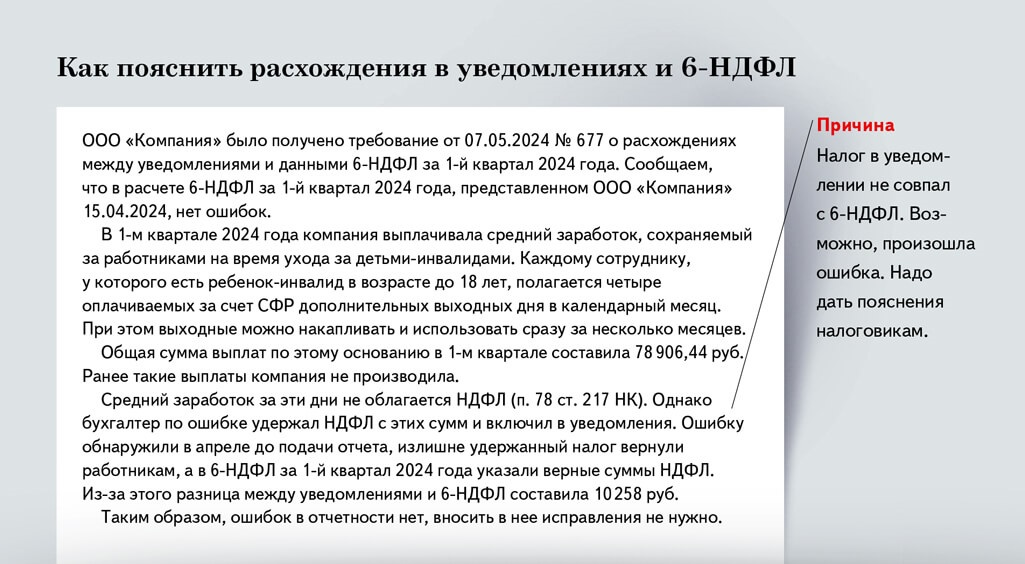 Как пояснить расхождения в уведомлениях и 6-НДФЛ
ООО «Компания» было получено требование от 07.05.2024 № 677 о расхождениях
между уведомлениями и данными 6-НДФЛ за 1-й квартал 2024 года. Сообщаем,
что в расчете 6-НДФЛ за 1-й квартал 2024 года, представленном ООО «Компания»
15.04.2024, нет ошибок.
В 1-м квартале 2024 года компания выплачивала средний заработок, сохраняемый
за работниками на время ухода за детьми-инвалидами. Каждому сотруднику,
у которого есть ребенок-инвалид в возрасте до 18 лет, полагается четыре
оплачиваемых за счет СФР дополнительных выходных дня в календарный месяц.
При этом выходные можно накапливать и использовать сразу за несколько месяцев.
Общая сумма выплат по этому основанию в 1-м квартале составила 78 906,44 руб.
Ранее такие выплаты компания не производила.
Средний заработок за эти дни не облагается НДФЛ (п. 78 ст. 217 НК). Однако
бухгалтер по ошибке удержал НДФЛ с этих сумм и включил в уведомления. Ошибку
обнаружили в апреле до подачи отчета, излишне удержанный налог вернули
работникам, а в 6-НДФЛ за 1-й квартал 2024 года указали верные суммы НДФЛ.
Из-за этого разница между уведомлениями и 6-НДФЛ составила 10 258 руб.
Таким образом, ошибок в отчетности нет, вносить в нее исправления не нужно.
Причина
Налог в уведом-
лении не совпал
с 6-НДФЛ. Воз-
можно, произошла
ошибка. Надо
дать пояснения
налоговикам.